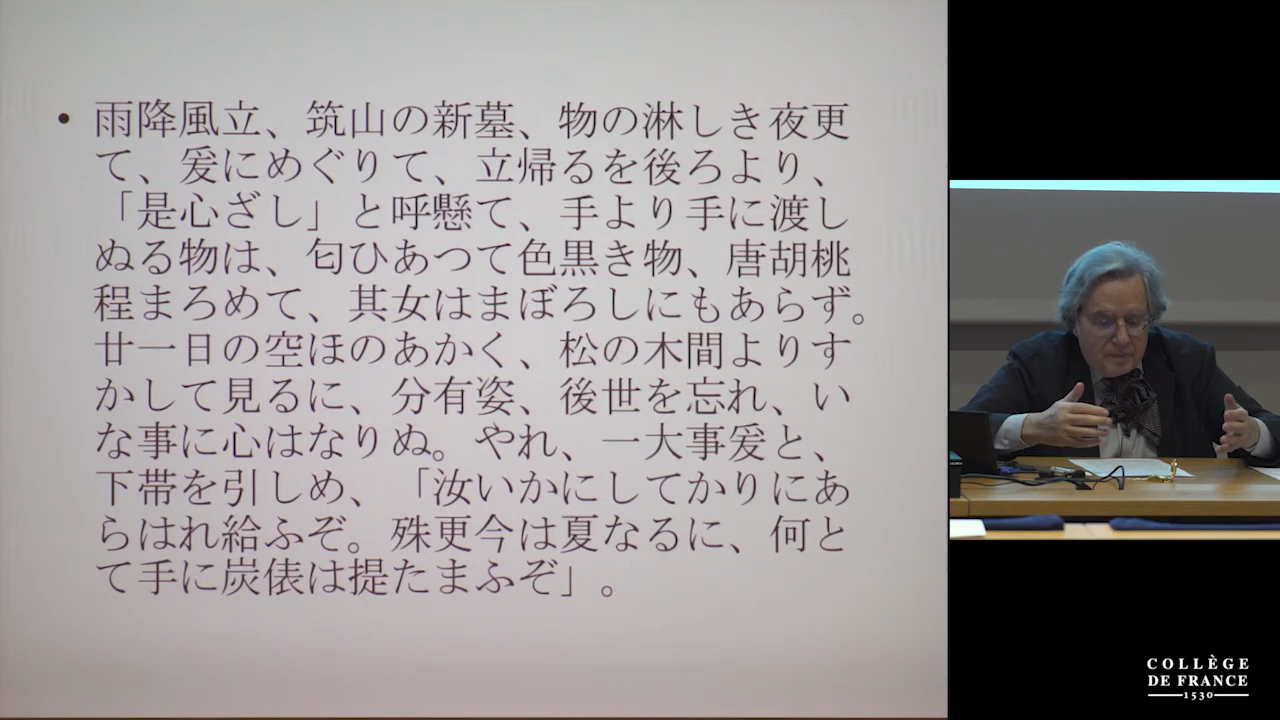 • 雨降風立、筑山の新墓、物の淋しき夜更
て、爰にめぐりて、立帰るを後ろより、
「是心ざし」と呼懸て、手より手に渡し
ぬる物は、匂ひあつて色黒き物、唐胡桃
程まろめて、其女はまぼろしにもあらず。
廿一日の空ほのあかく、松の木間よりす
かして見るに、分有姿、後世を忘れ、い
な事に心はなりぬ。やれ、一大事爰と、
下帯を引しめ、「汝いかにしてかりにあ
らはれ給ふぞ。殊更今は夏なるに、何と
て手に炭俵は提たまふぞ」。
COLLÈGE
DE FRANCE
1530